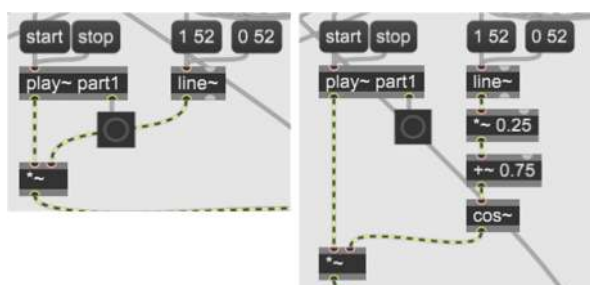 start stop 1 52 0 52
play~ part1 line~
*~
start stop 1 52 0 52
play~ part1 line~
*~ 0.25
+~ 0.75
cos~
*~